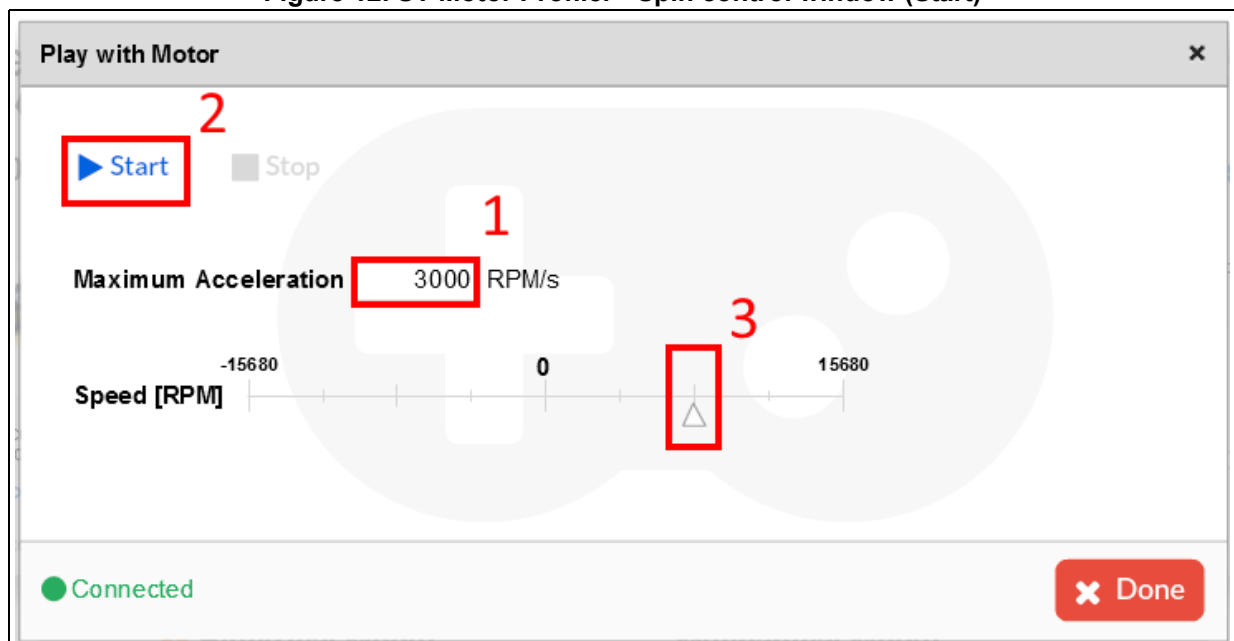 Play with Motor
2
Start Stop
1
Maximum Acceleration 3000 RPM/s
3
-15680 0 15680
Speed [RPM]
Connected
Done